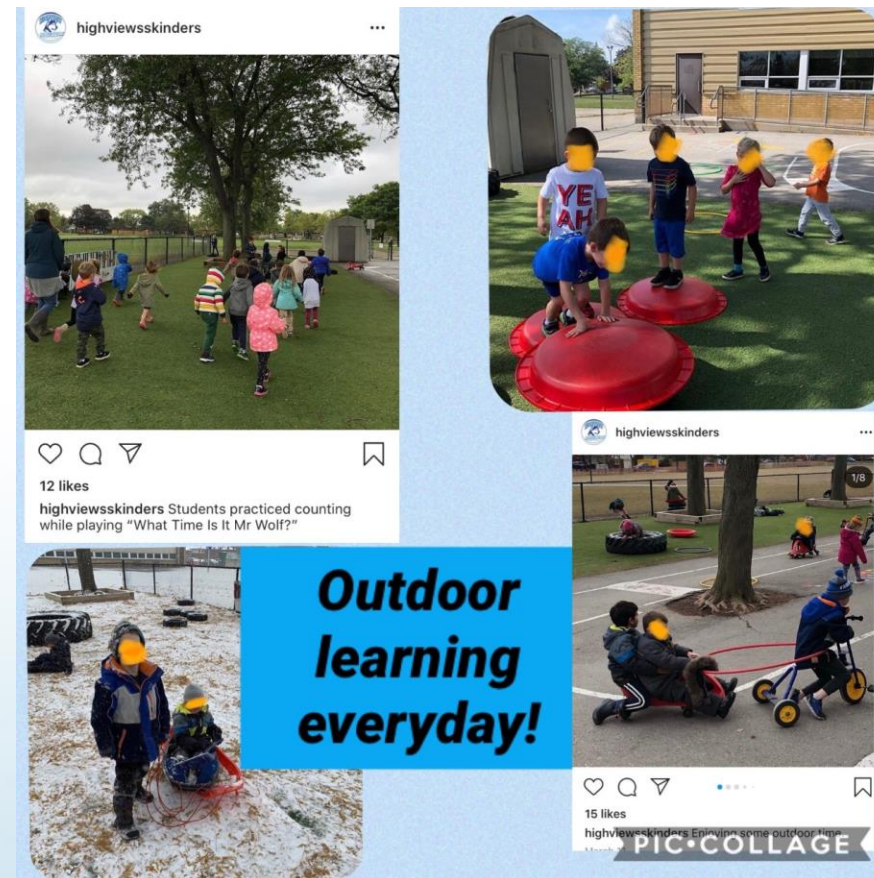 highviewsskinders
12 likes
highviewsskinders Students practiced counting
while playing “What Time Is It Mr Wolf?”
YE
AH
highviewsskinders
1/8
Outdoor
learning
everyday!
15 likes
highviewsskinders Enjoying some outdoor time
PIC•COLLAGE